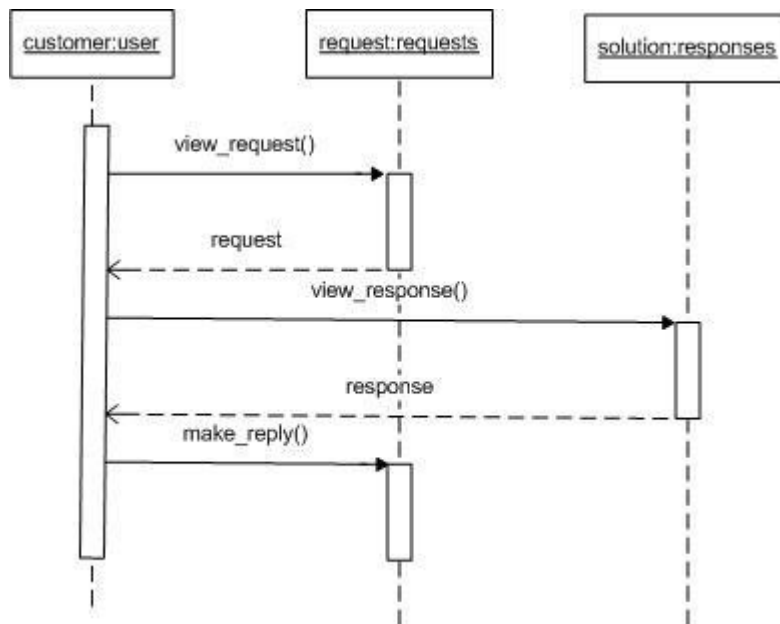 customer:user
request:requests
solution:responses
view_request()
request
view_response()
response
make_reply()